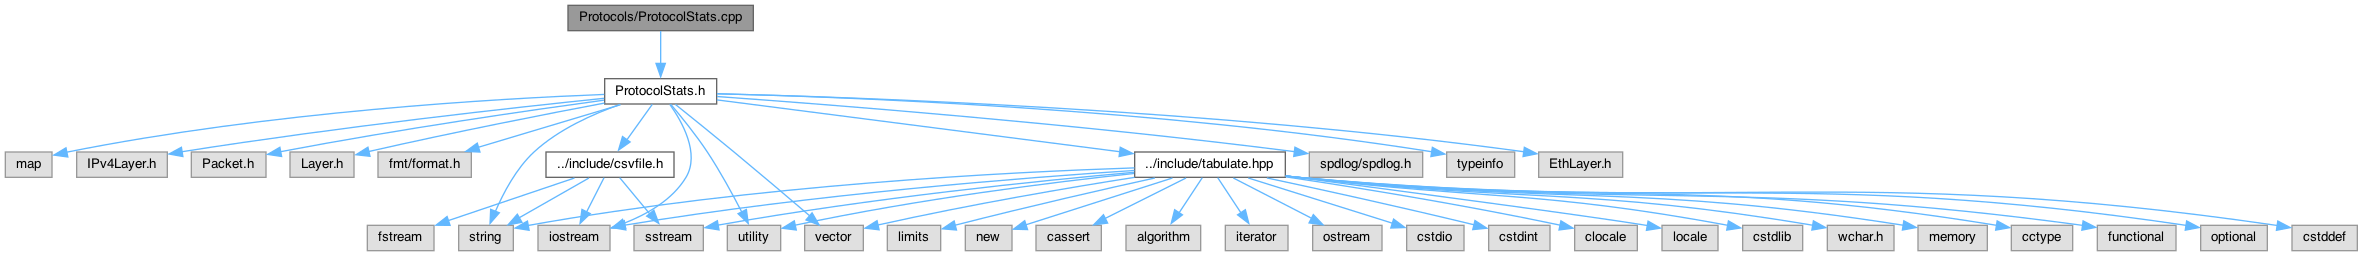 Protocols/ProtocolStats.cpp
ProtocolStats.h
map
IPv4Layer.h
Packet.h
Layer.h
fmt/format.h
../include/csvfile.h
../include/tabulate.hpp
spdlog/spdlog.h
typeinfo
EthLayer.h
fstream
string
iostream
sstream
utility
vector
limits
new
cassert
algorithm
iterator
ostream
cstdio
cstdint
clocale
locale
cstdlib
wchar.h
memory
cctype
functional
optional
cstddef